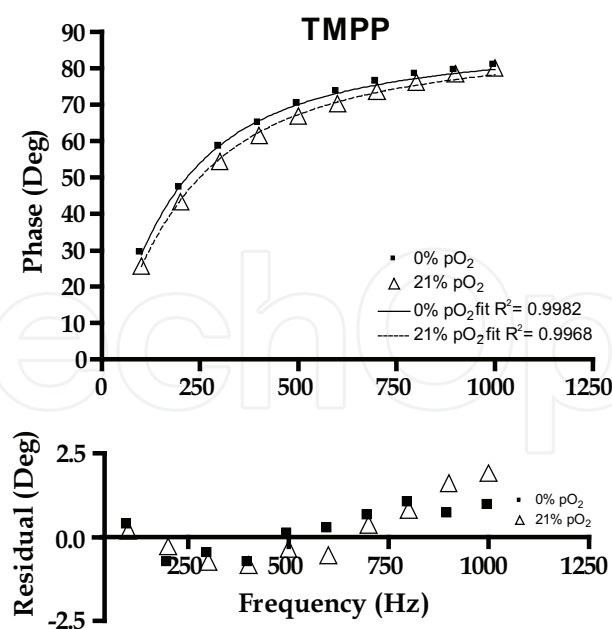 TMPP
Phase (Deg)
90
80
70
60
50
40
30
20
10
0
0% pO2
21% pO2
0% pO2 fit R2= 0.9982
21% pO2 fit R2= 0.9968
0 250 500 750 1000 1250
echOp
Residual (Deg)
2.5
0.0
-2.5
0% pO2
21% pO2
250 500 750 1000 1250
Frequency (Hz)